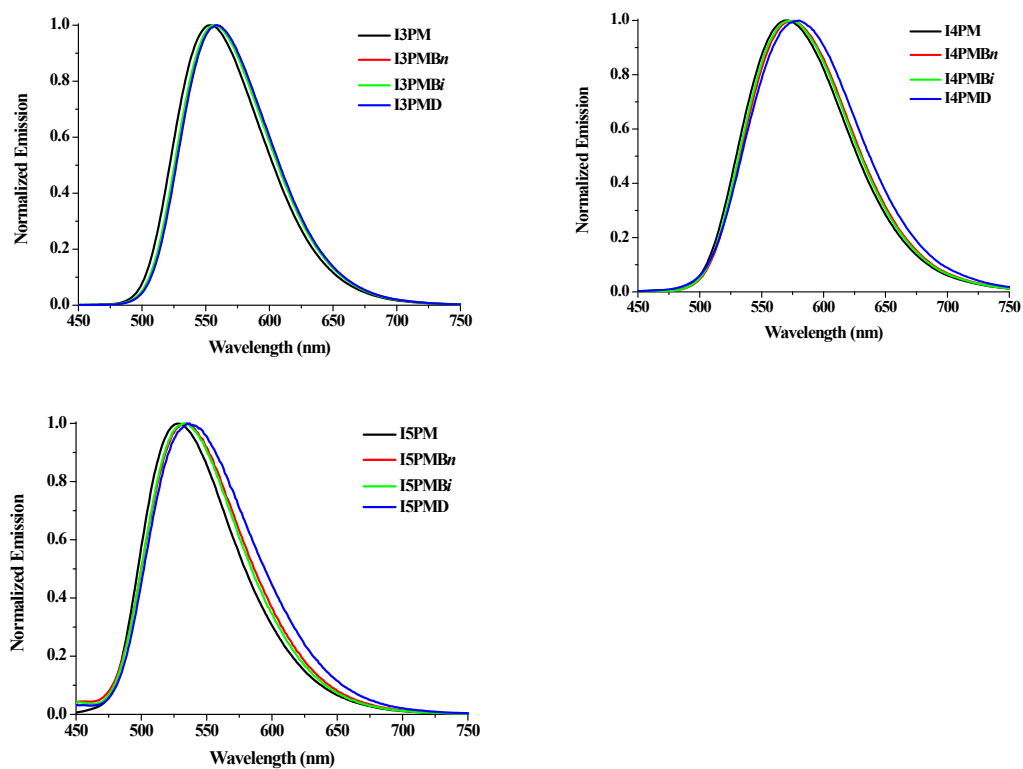 Normalized Emission
1.0
0.8
0.6
0.4
0.2
0.0
450 500 550 600 650 700 750
Wavelength (nm)
I3PM
I3PMBn
I3PMBi
I3PMD
Normalized Emission
1.0
0.8
0.6
0.4
0.2
0.0
450 500 550 600 650 700 750
Wavelength (nm)
I4PM
I4PMBn
I4PMBi
I4PMD
Normalized Emission
1.0
0.8
0.6
0.4
0.2
0.0
450 500 550 600 650 700 750
Wavelength (nm)
I5PM
I5PMBn
I5PMBi
I5PMD